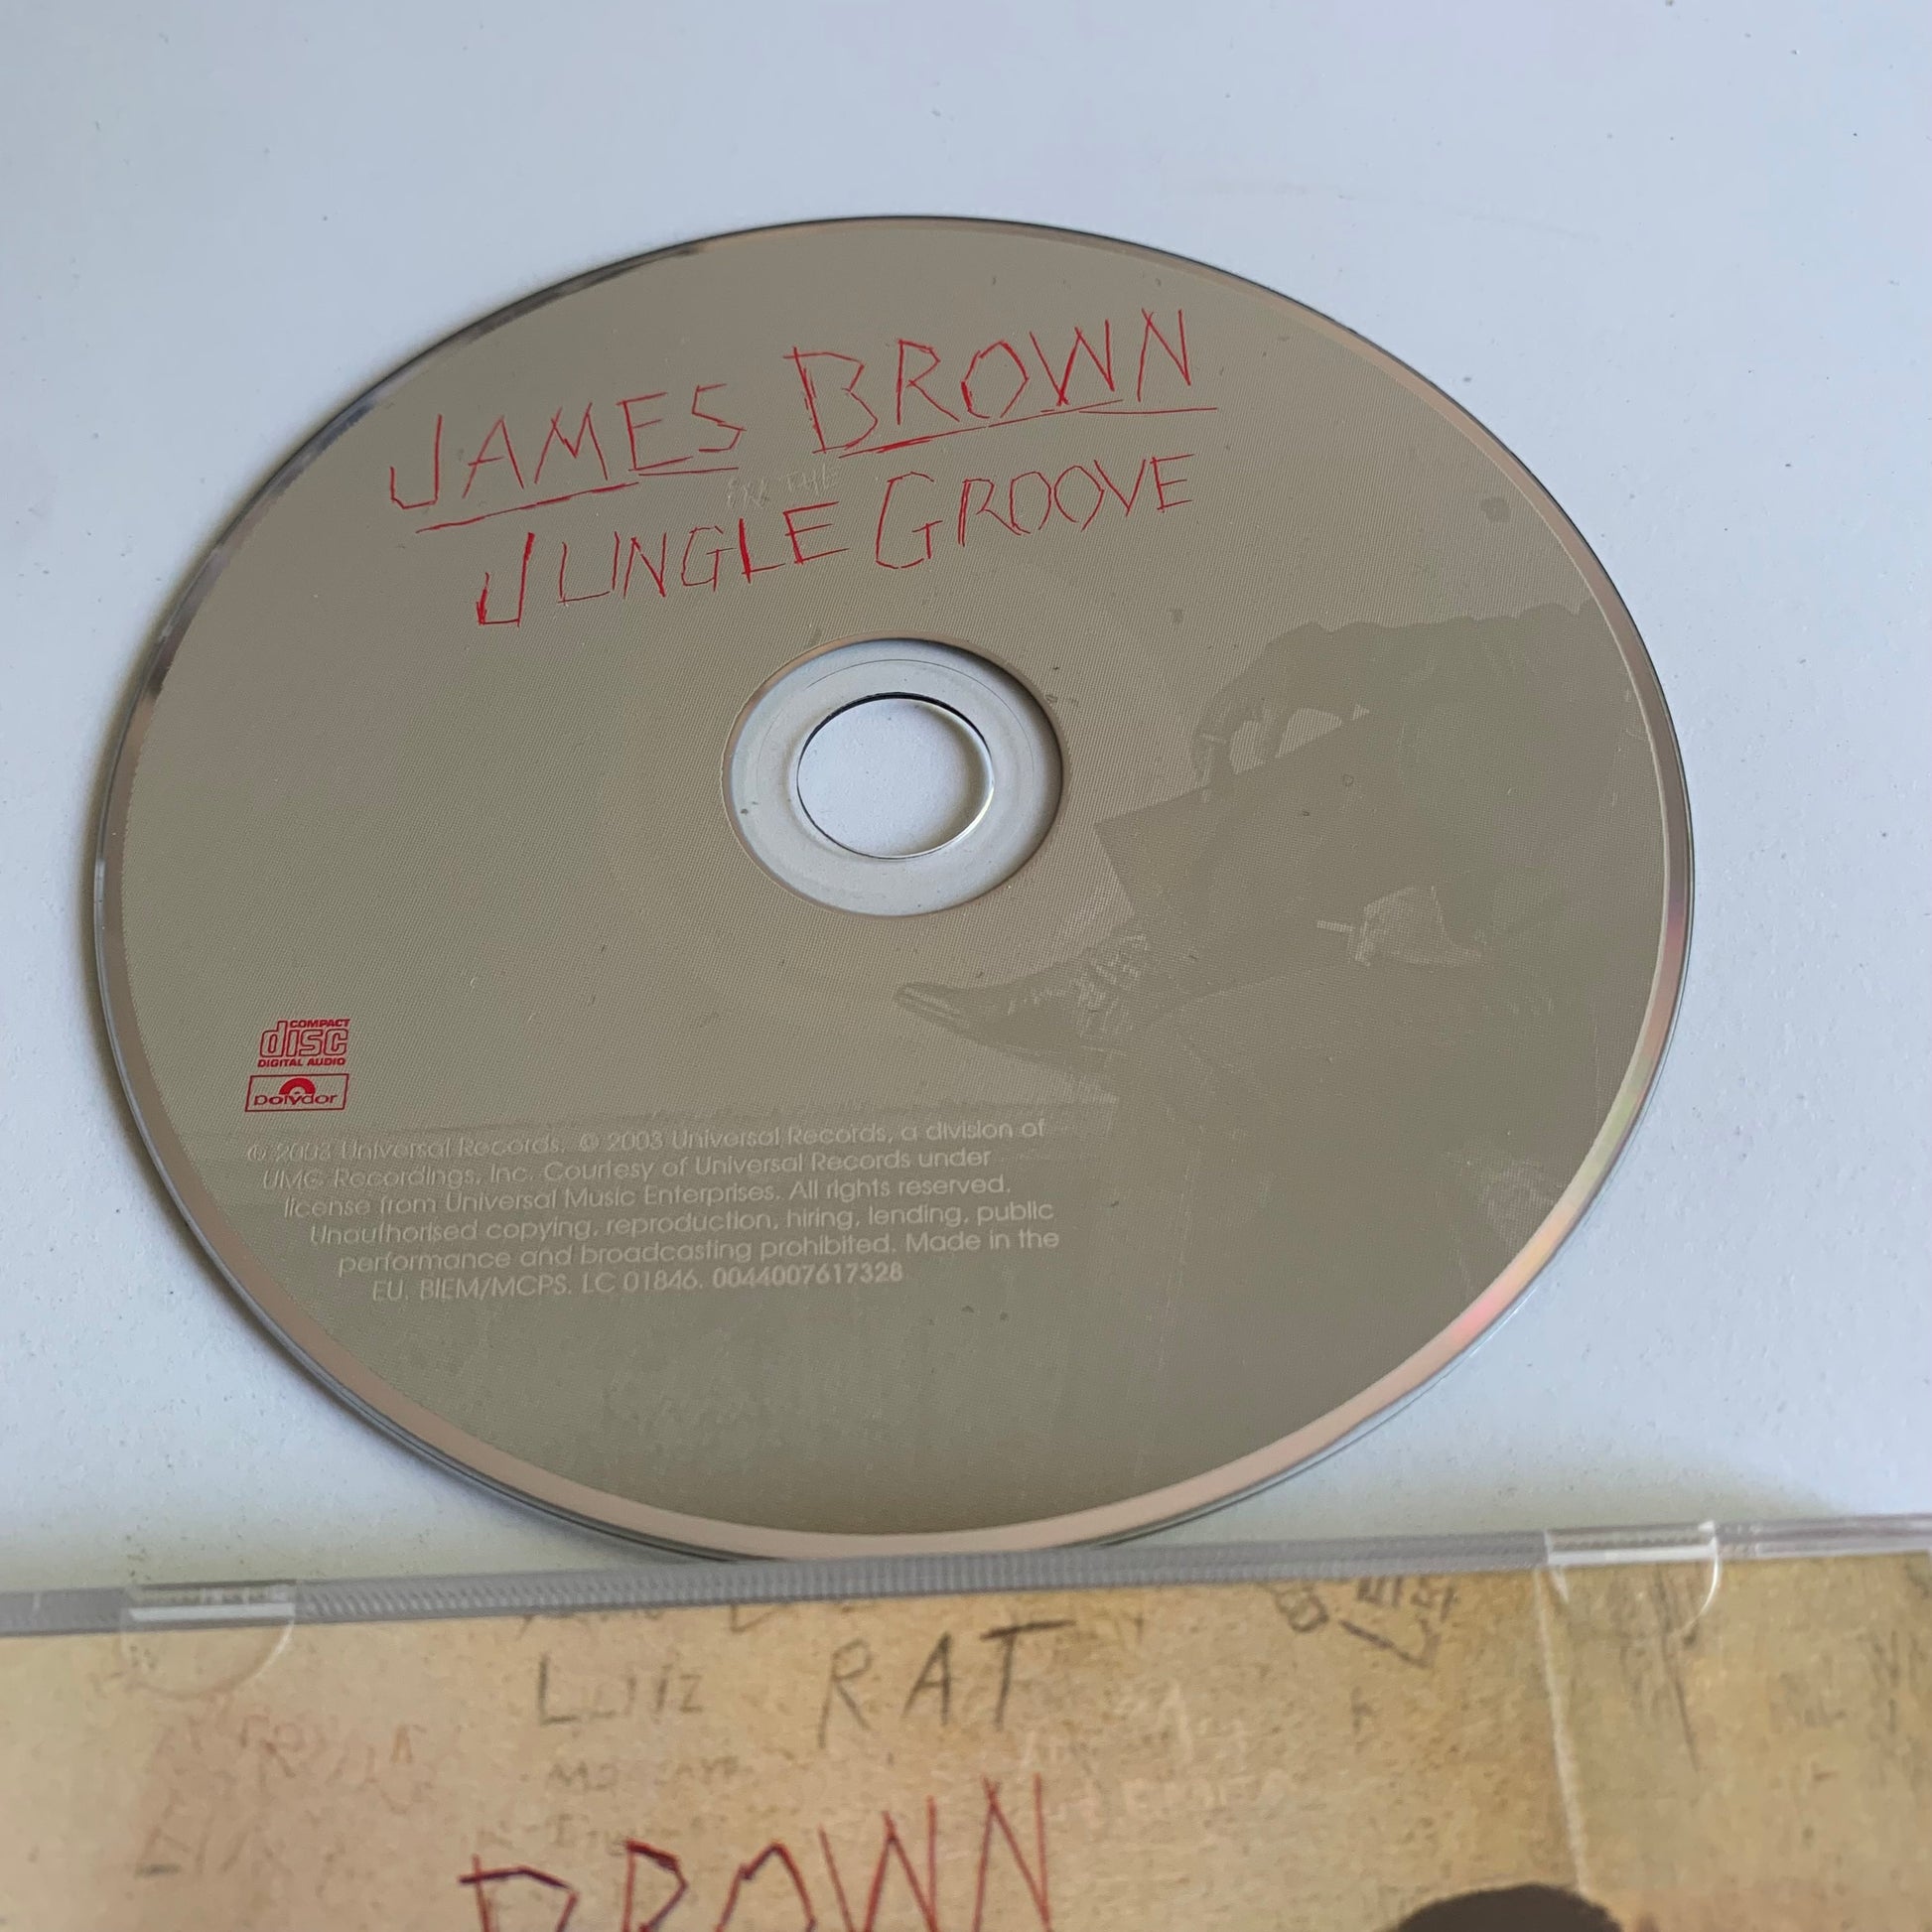 JAMES BROWN
IN THE
JUNGLE GROOVE
COMPACT
disc
DIGITAL AUDIO
polydor
℗ 2003 Universal Records. © 2003 Universal Records, a division of
UMG Recordings, Inc. Courtesy of Universal Records under
license from Universal Music Enterprises. All rights reserved.
Unauthorised copying, reproduction, hiring, lending, public
performance and broadcasting prohibited. Made in the
EU. BIEM/MCPS. LC 01846. 0044007617328
RAT
BROWN